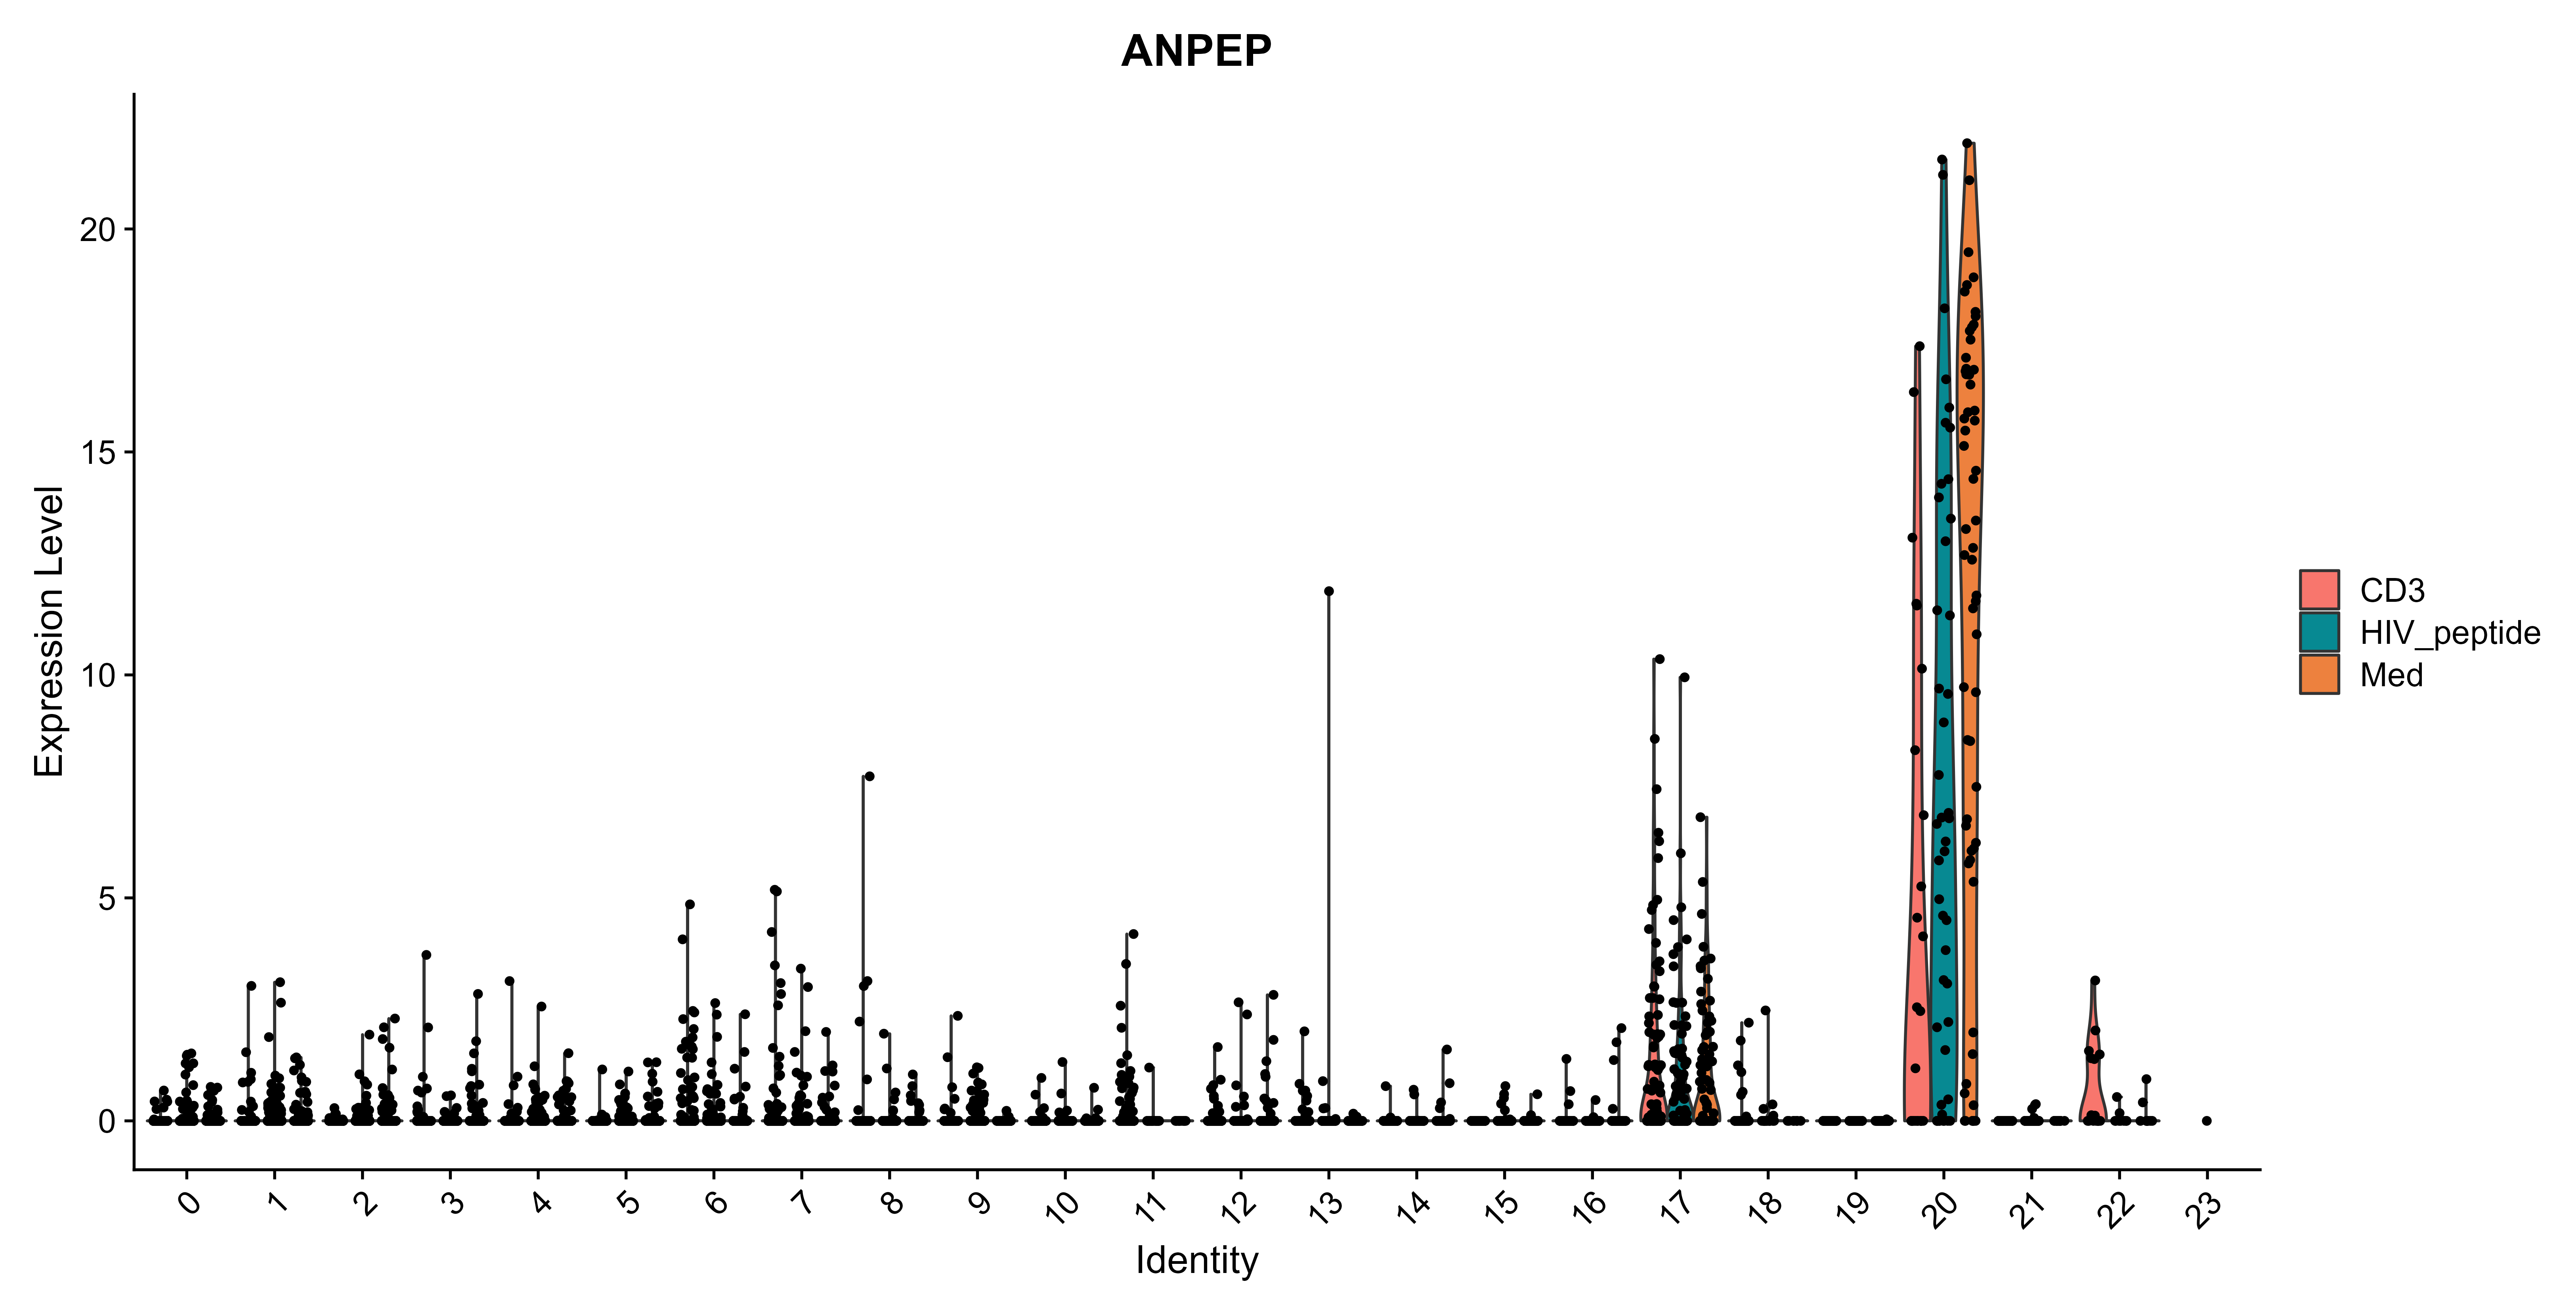 ANPEP
Expression Level
20
15
10
5
0
0 1 2 3 4 5 6 7 8 9 10 11 12 13 14 15 16 17 18 19 20 21 22 23
Identity
CD3
HIV_peptide
Med